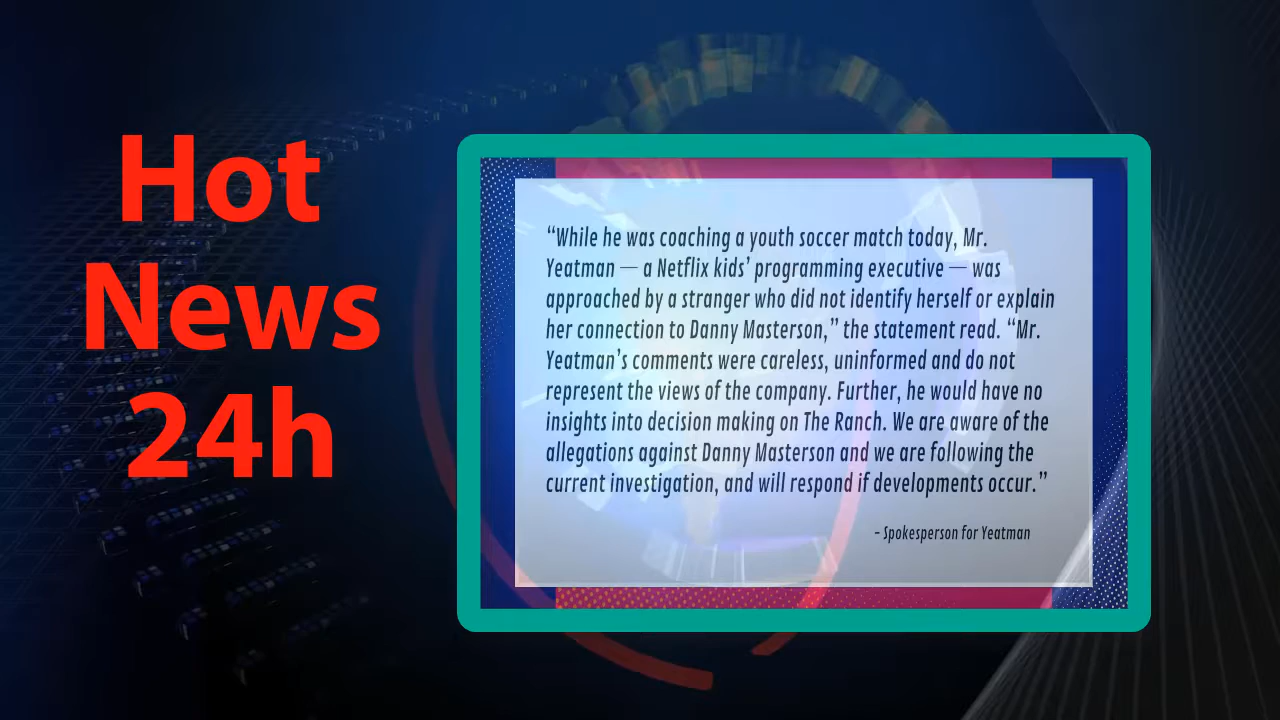 Hot
News
24h
“While he was coaching a youth soccer match today, Mr.
Yeatman — a Netflix kids’ programming executive — was
approached by a stranger who did not identify herself or explain
her connection to Danny Masterson,” the statement read. “Mr.
Yeatman’s comments were careless, uninformed and do not
represent the views of the company. Further, he would have no
insights into decision making on The Ranch. We are aware of the
allegations against Danny Masterson and we are following the
current investigation, and will respond if developments occur.”
- Spokesperson for Yeatman